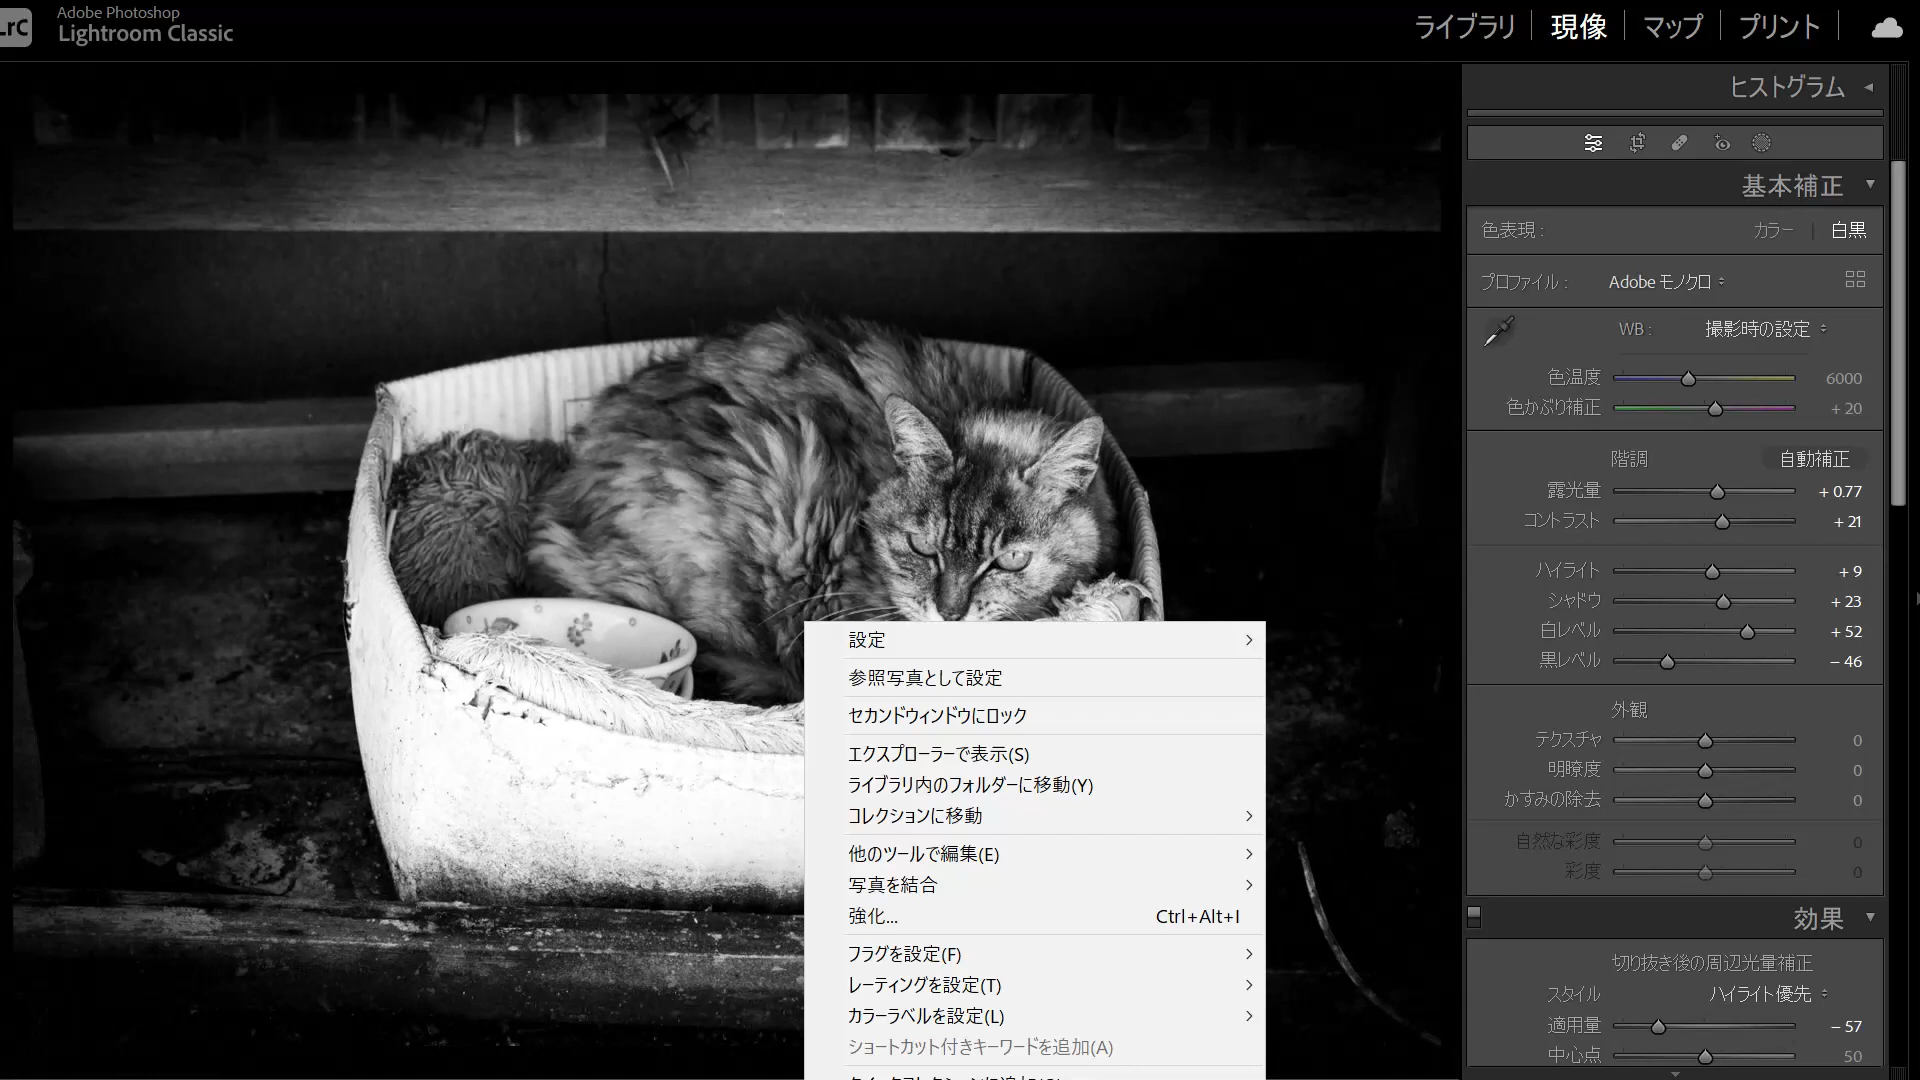 LrC
Adobe Photoshop
Lightroom Classic
ライブラリ | 現像 | マップ | プリント |
ヒストグラム
基本補正
色表現 : カラー | 白黒
プロファイル : Adobe モノクロ
WB : 撮影時の設定
色温度 6000
色かぶり補正 + 20
階調 自動補正
露光量 + 0.77
コントラスト + 21
ハイライト + 9
シャドウ + 23
白レベル + 52
黒レベル − 46
外観
テクスチャ 0
明瞭度 0
かすみの除去 0
自然な彩度 0
彩度 0
効果
切り抜き後の周辺光量補正
スタイル ハイライト優先
適用量 − 57
中心点 50
設定
参照写真として設定
セカンドウィンドウにロック
エクスプローラーで表示(S)
ライブラリ内のフォルダーに移動(Y)
コレクションに移動
他のツールで編集(E)
写真を結合
強化... Ctrl+Alt+I
フラグを設定(F)
レーティングを設定(T)
カラーラベルを設定(L)
ショートカット付きキーワードを追加(A)